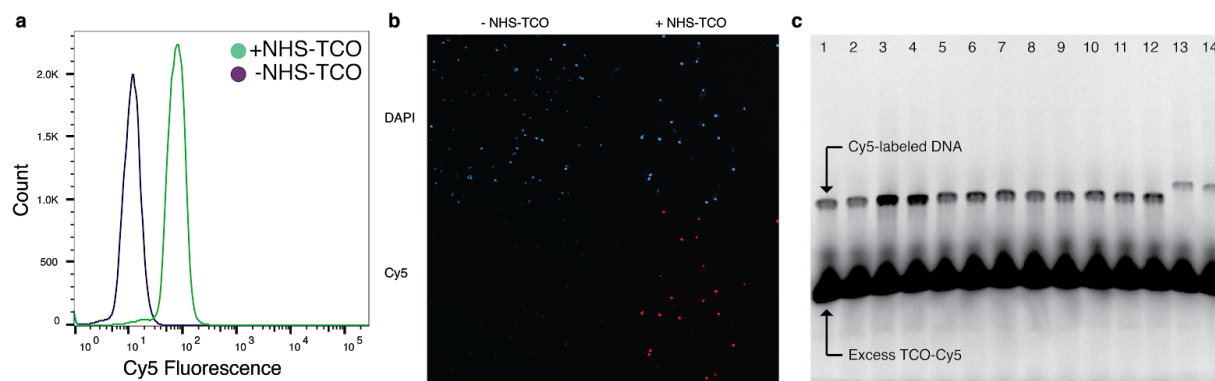 a
+NHS-TCO
-NHS-TCO
2.0K
1.5K
1.0K
500
0
Count
10^0 10^1 10^2 10^3 10^4 10^5
Cy5 Fluorescence
b
- NHS-TCO + NHS-TCO
DAPI
Cy5
c
1 2 3 4 5 6 7 8 9 10 11 12 13 14
Cy5-labeled DNA
Excess TCO-Cy5